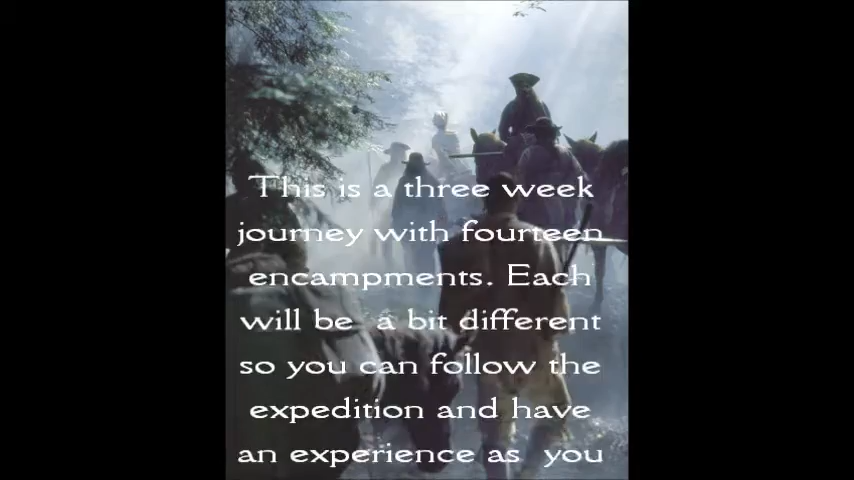 This is a three week
journey with fourteen
encampments. Each
will be a bit different
so you can follow the
expedition and have
an experience as you